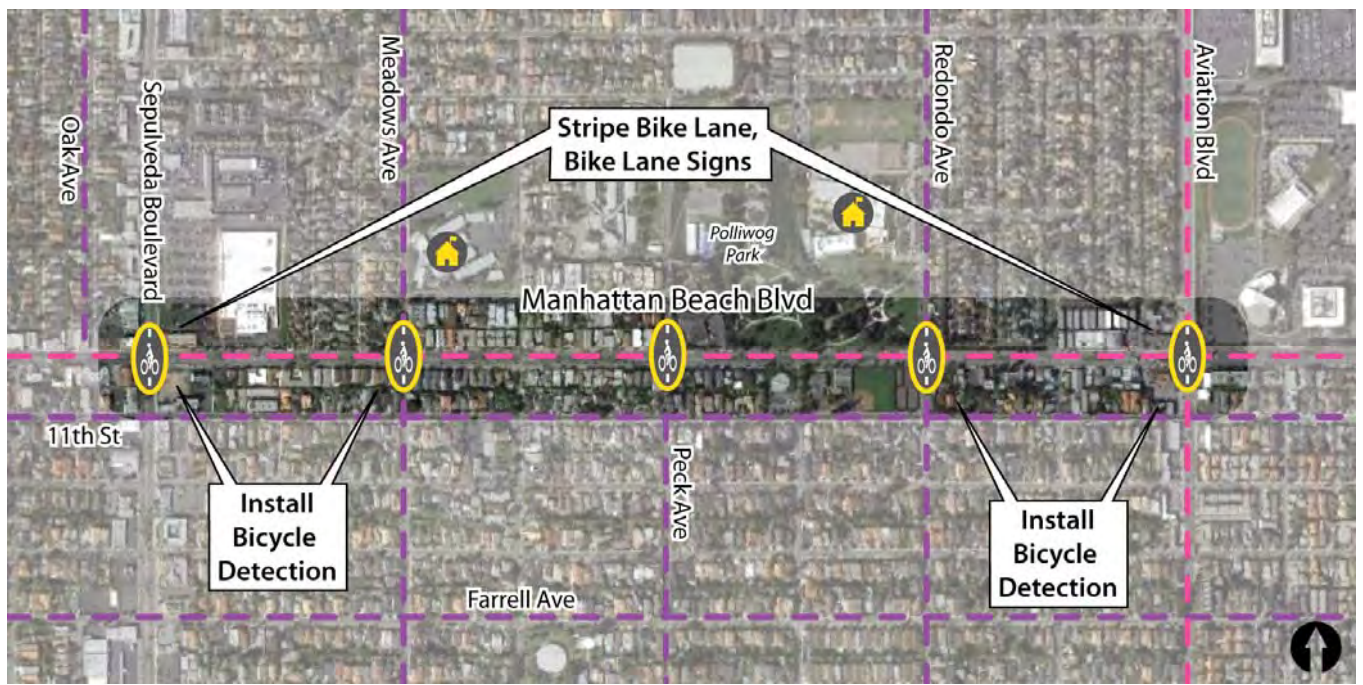 Oak Ave
Sepulveda Boulevard
Meadows Ave
Stripe Bike Lane,
Bike Lane Signs
Redondo Ave
Aviation Blvd
Polliwog
Park
Manhattan Beach Blvd
11th St
Install
Bicycle
Detection
Peck Ave
Install
Bicycle
Detection
Farrell Ave